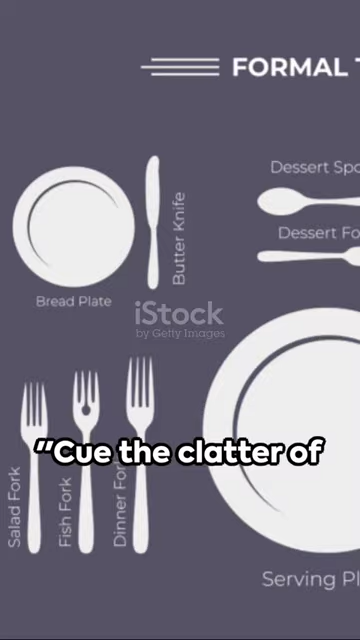 FORMAL T
Dessert Spo
Butter Knife
Dessert Fo
Bread Plate
iStock
by Getty Images
"Cue the clatter of
Salad Fork
Fish Fork
Dinner Fork
Serving Pl